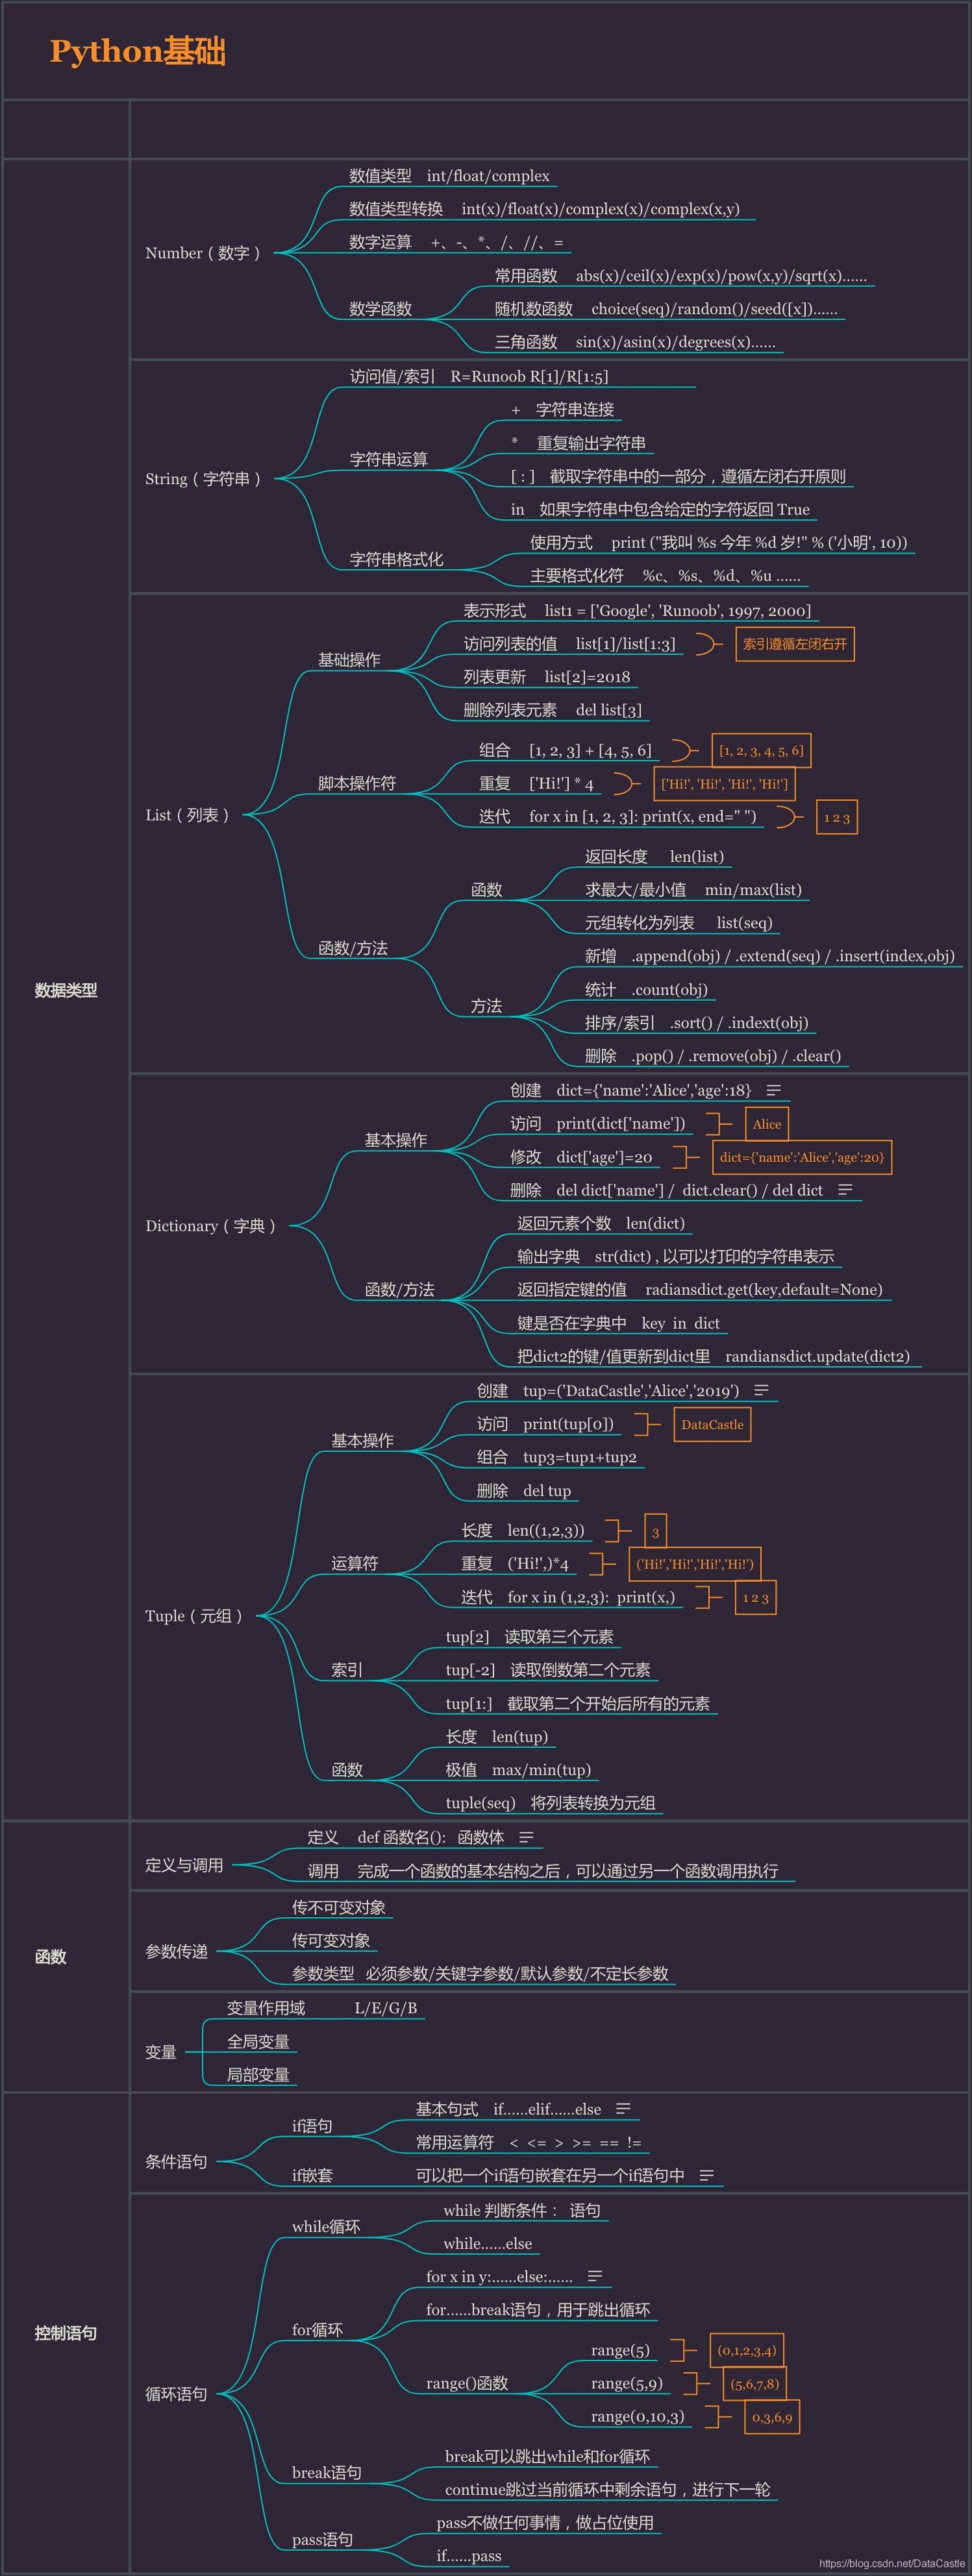 Python基础
数据类型
Number（数字）
数值类型 int/float/complex
数值类型转换 int(x)/float(x)/complex(x)/complex(x,y)
数字运算 +、-、*、/、//、=
数学函数
常用函数 abs(x)/ceil(x)/exp(x)/pow(x,y)/sqrt(x)......
随机数函数 choice(seq)/random()/seed([x])......
三角函数 sin(x)/asin(x)/degrees(x)......
String（字符串）
访问值/索引 R=Runoob R[1]/R[1:5]
字符串运算
+ 字符串连接
* 重复输出字符串
[ : ] 截取字符串中的一部分，遵循左闭右开原则
in 如果字符串中包含给定的字符返回 True
字符串格式化
使用方式 print ("我叫 %s 今年 %d 岁!" % ('小明', 10))
主要格式化符 %c、%s、%d、%u ......
List（列表）
基础操作
表示形式 list1 = ['Google', 'Runoob', 1997, 2000]
访问列表的值 list[1]/list[1:3] 索引遵循左闭右开
列表更新 list[2]=2018
删除列表元素 del list[3]
脚本操作符
组合 [1, 2, 3] + [4, 5, 6] [1, 2, 3, 4, 5, 6]
重复 ['Hi!'] * 4 ['Hi!', 'Hi!', 'Hi!', 'Hi!']
迭代 for x in [1, 2, 3]: print(x, end=" ") 1 2 3
函数/方法
函数
返回长度 len(list)
求最大/最小值 min/max(list)
元组转化为列表 list(seq)
方法
新增 .append(obj) / .extend(seq) / .insert(index,obj)
统计 .count(obj)
排序/索引 .sort() / .indext(obj)
删除 .pop() / .remove(obj) / .clear()
Dictionary（字典）
基本操作
创建 dict={'name':'Alice','age':18}
访问 print(dict['name']) Alice
修改 dict['age']=20 dict={'name':'Alice','age':20}
删除 del dict['name'] / dict.clear() / del dict
函数/方法
返回元素个数 len(dict)
输出字典 str(dict) , 以可以打印的字符串表示
返回指定键的值 radiansdict.get(key,default=None)
键是否在字典中 key in dict
把dict2的键/值更新到dict里 randiansdict.update(dict2)
Tuple（元组）
基本操作
创建 tup=('DataCastle','Alice','2019')
访问 print(tup[0]) DataCastle
组合 tup3=tup1+tup2
删除 del tup
运算符
长度 len((1,2,3)) 3
重复 ('Hi!',)*4 ('Hi!','Hi!','Hi!','Hi!')
迭代 for x in (1,2,3): print(x,) 1 2 3
索引
tup[2] 读取第三个元素
tup[-2] 读取倒数第二个元素
tup[1:] 截取第二个开始后所有的元素
函数
长度 len(tup)
极值 max/min(tup)
tuple(seq) 将列表转换为元组
函数
定义与调用
定义 def 函数名(): 函数体
调用 完成一个函数的基本结构之后，可以通过另一个函数调用执行
参数传递
传不可变对象
传可变对象
参数类型 必须参数/关键字参数/默认参数/不定长参数
变量
变量作用域 L/E/G/B
全局变量
局部变量
控制语句
条件语句
if语句
基本句式 if......elif......else
常用运算符 < <= > >= == !=
if嵌套 可以把一个if语句嵌套在另一个if语句中
循环语句
while循环
while 判断条件： 语句
while......else
for循环
for x in y:......else:......
for......break语句，用于跳出循环
range()函数
range(5) (0,1,2,3,4)
range(5,9) (5,6,7,8)
range(0,10,3) 0,3,6,9
break语句
break可以跳出while和for循环
continue跳过当前循环中剩余语句，进行下一轮
pass语句
pass不做任何事情，做占位使用
if......pass
https://blog.csdn.net/DataCastle